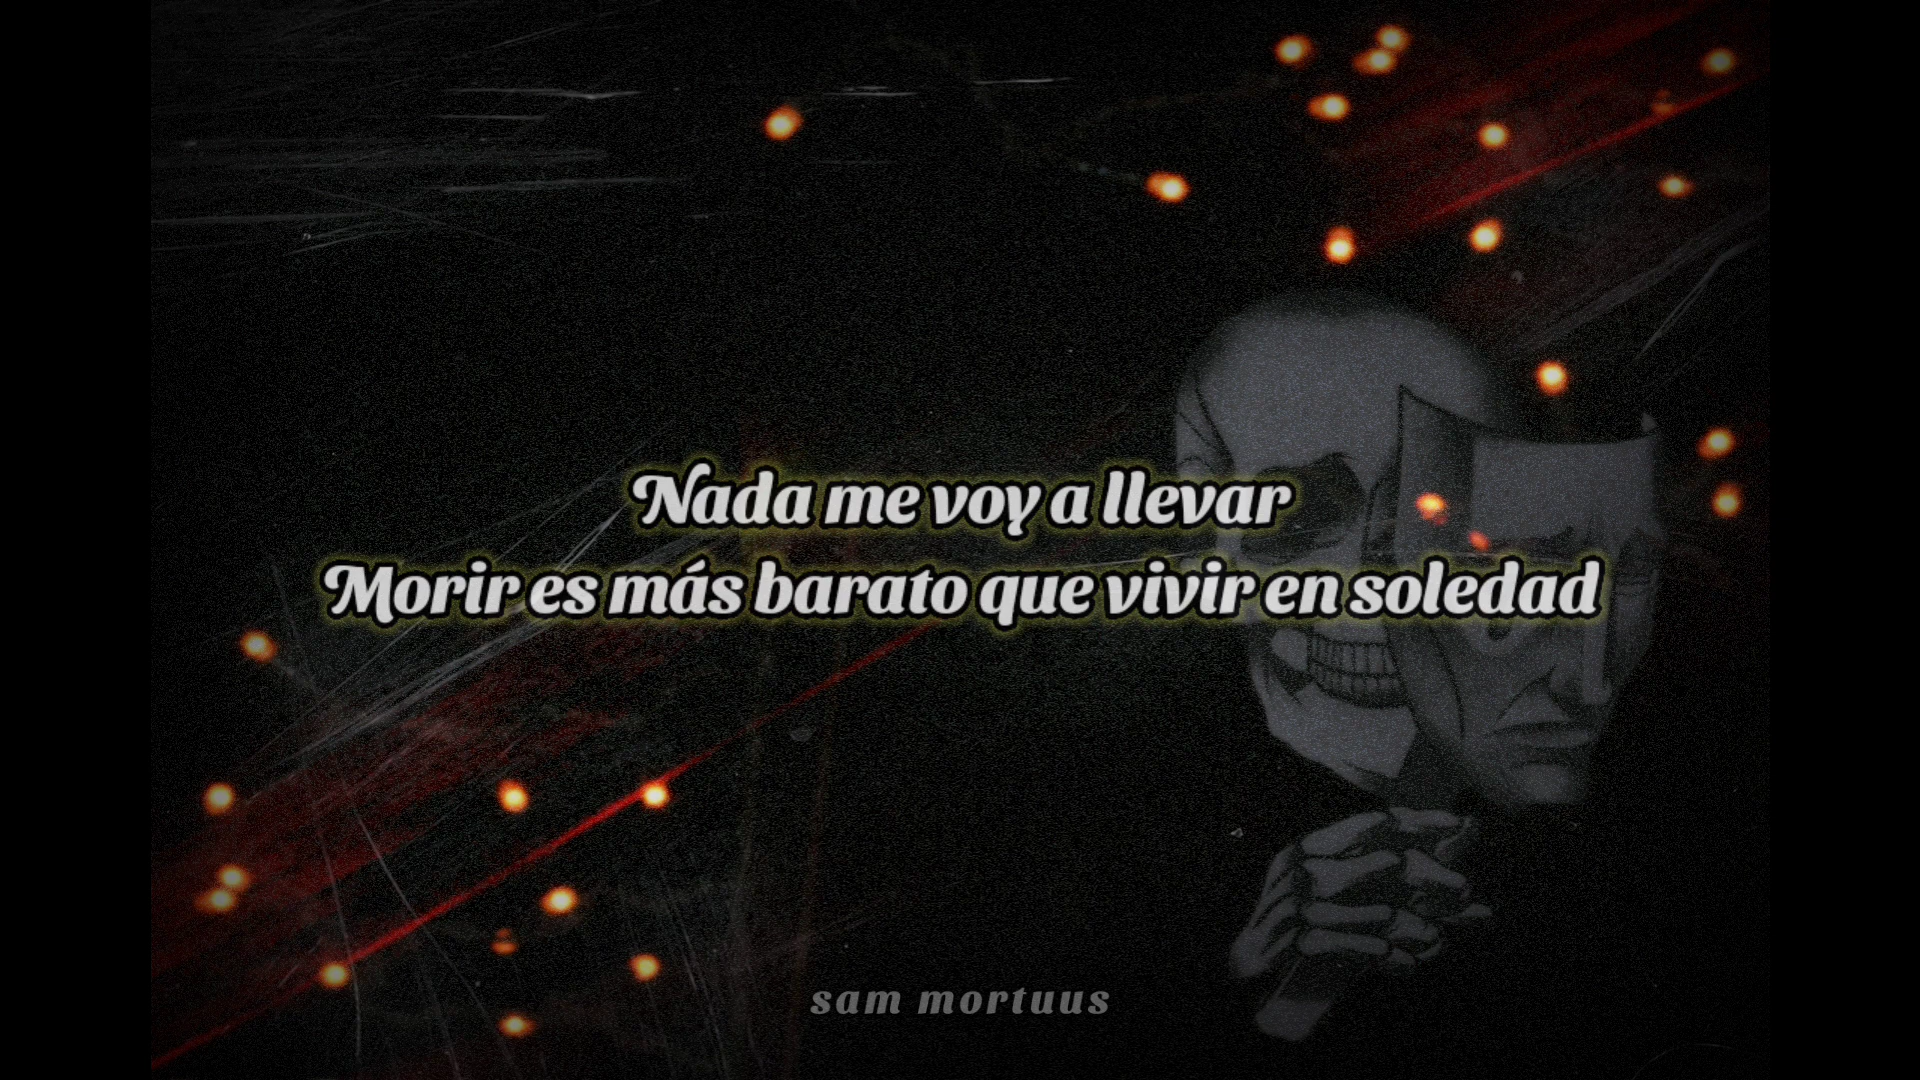 Nada me voy a llevar
Morir es más barato que vivir en soledad
sam mortuus